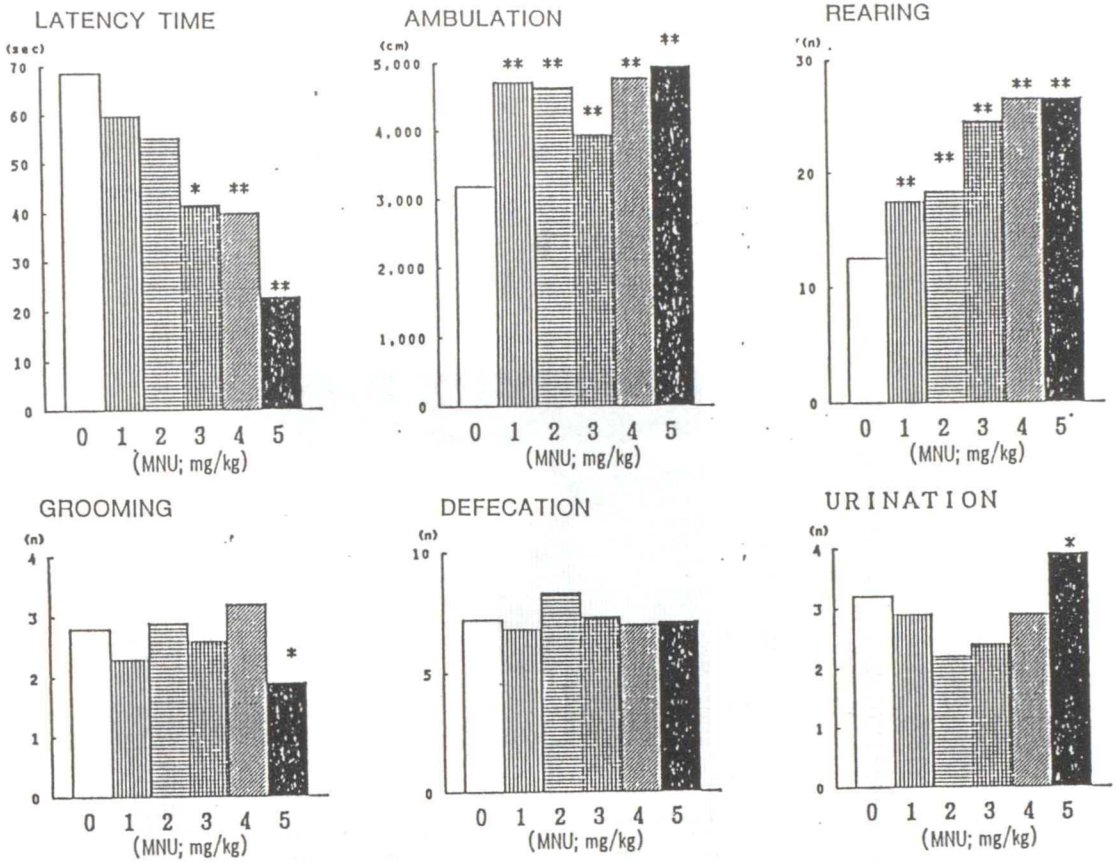 LATENCY TIME
(sec)
70
60
50
40
30
20
10
0
*
**
**
0 1 2 3 4 5
(MNU; mg/kg)
AMBULATION
(cm)
5,000
4,000
3,000
2,000
1,000
0
** ** ** ** **
0 1 2 3 4 5
(MNU; mg/kg)
REARING
(n)
30
20
10
0
** ** ** ** **
0 1 2 3 4 5
(MNU; mg/kg)
GROOMING
(n)
4
3
2
1
0
*
0 1 2 3 4 5
(MNU; mg/kg)
DEFECATION
(n)
10
5
0
0 1 2 3 4 5
(MNU; mg/kg)
URINATION
(n)
4
3
2
1
0
*
0 1 2 3 4 5
(MNU; mg/kg)